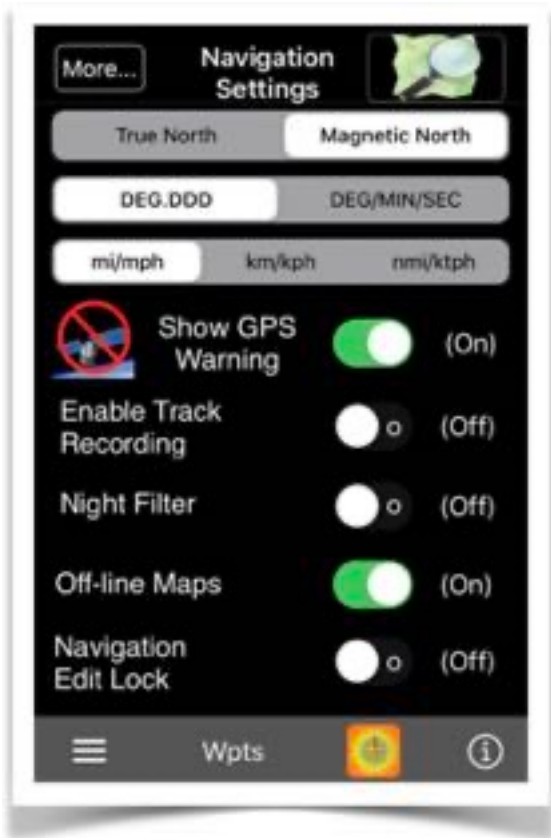 More...
Navigation
Settings
True North Magnetic North
DEG.DDD DEG/MIN/SEC
mi/mph km/kph nmi/ktph
Show GPS
Warning
(On)
Enable Track
Recording
(Off)
Night Filter (Off)
Off-line Maps (On)
Navigation
Edit Lock
(Off)
Wpts